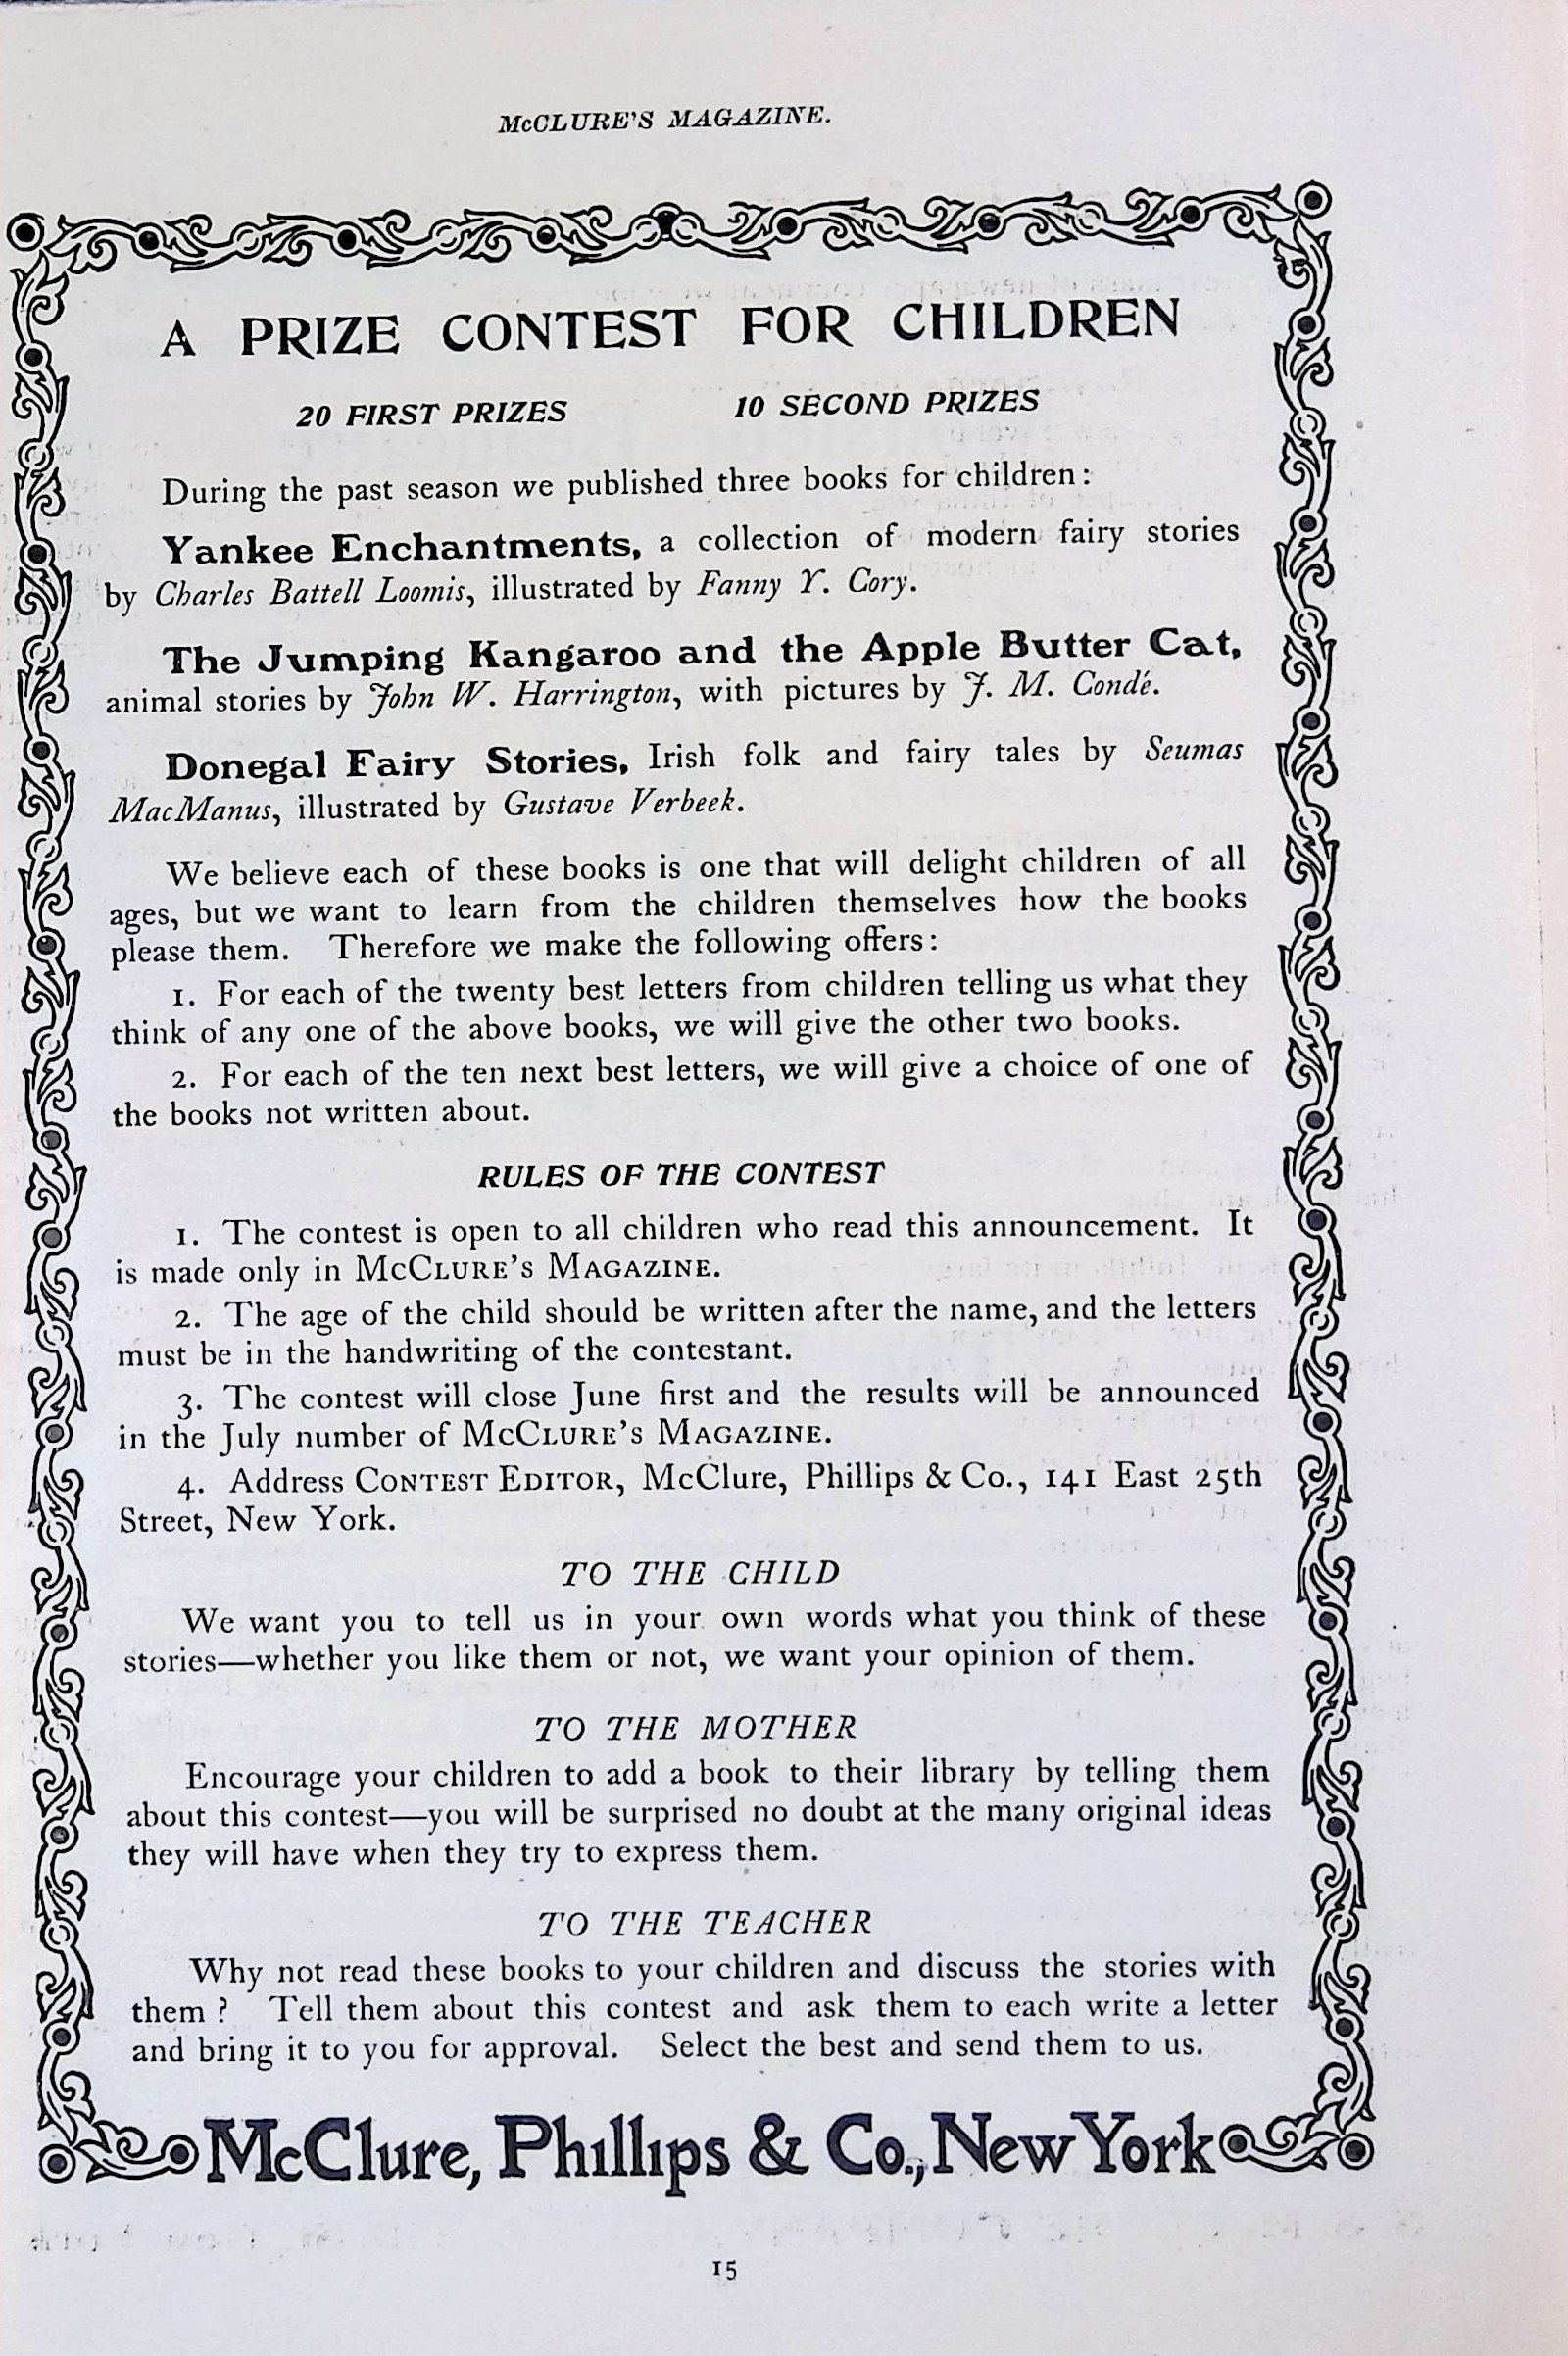 McCLURE'S MAGAZINE.
A PRIZE CONTEST FOR CHILDREN
20 FIRST PRIZES 10 SECOND PRIZES
During the past season we published three books for children:
Yankee Enchantments, a collection of modern fairy stories
by Charles Battell Loomis, illustrated by Fanny Y. Cory.
The Jumping Kangaroo and the Apple Butter Cat,
animal stories by John W. Harrington, with pictures by J. M. Condé.
Donegal Fairy Stories, Irish folk and fairy tales by Seumas
MacManus, illustrated by Gustave Verbeek.
We believe each of these books is one that will delight children of all
ages, but we want to learn from the children themselves how the books
please them. Therefore we make the following offers:
1. For each of the twenty best letters from children telling us what they
think of any one of the above books, we will give the other two books.
2. For each of the ten next best letters, we will give a choice of one of
the books not written about.
RULES OF THE CONTEST
1. The contest is open to all children who read this announcement. It
is made only in McCLURE'S MAGAZINE.
2. The age of the child should be written after the name, and the letters
must be in the handwriting of the contestant.
3. The contest will close June first and the results will be announced
in the July number of McCLURE'S MAGAZINE.
4. Address CONTEST EDITOR, McClure, Phillips & Co., 141 East 25th
Street, New York.
TO THE CHILD
We want you to tell us in your own words what you think of these
stories—whether you like them or not, we want your opinion of them.
TO THE MOTHER
Encourage your children to add a book to their library by telling them
about this contest—you will be surprised no doubt at the many original ideas
they will have when they try to express them.
TO THE TEACHER
Why not read these books to your children and discuss the stories with
them? Tell them about this contest and ask them to each write a letter
and bring it to you for approval. Select the best and send them to us.
McClure, Phillips & Co., New York
15